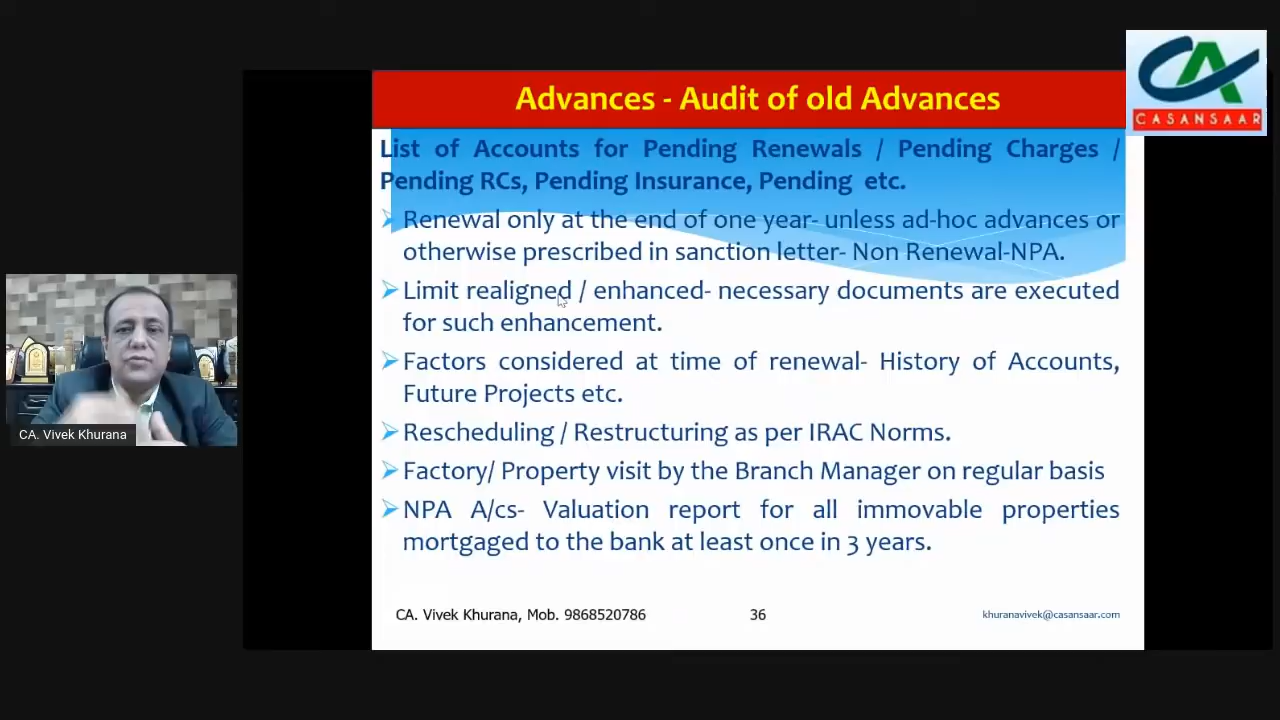 Advances - Audit of old Advances
CA
CASANSAAR
List of Accounts for Pending Renewals / Pending Charges /
Pending RCs, Pending Insurance, Pending etc.
Renewal only at the end of one year- unless ad-hoc advances or
otherwise prescribed in sanction letter- Non Renewal-NPA.
Limit realigned / enhanced- necessary documents are executed
for such enhancement.
Factors considered at time of renewal- History of Accounts,
Future Projects etc.
Rescheduling / Restructuring as per IRAC Norms.
Factory/ Property visit by the Branch Manager on regular basis
NPA A/cs- Valuation report for all immovable properties
mortgaged to the bank at least once in 3 years.
CA. Vivek Khurana, Mob. 9868520786
36
khuranavivek@casansaar.com
CA. Vivek Khurana